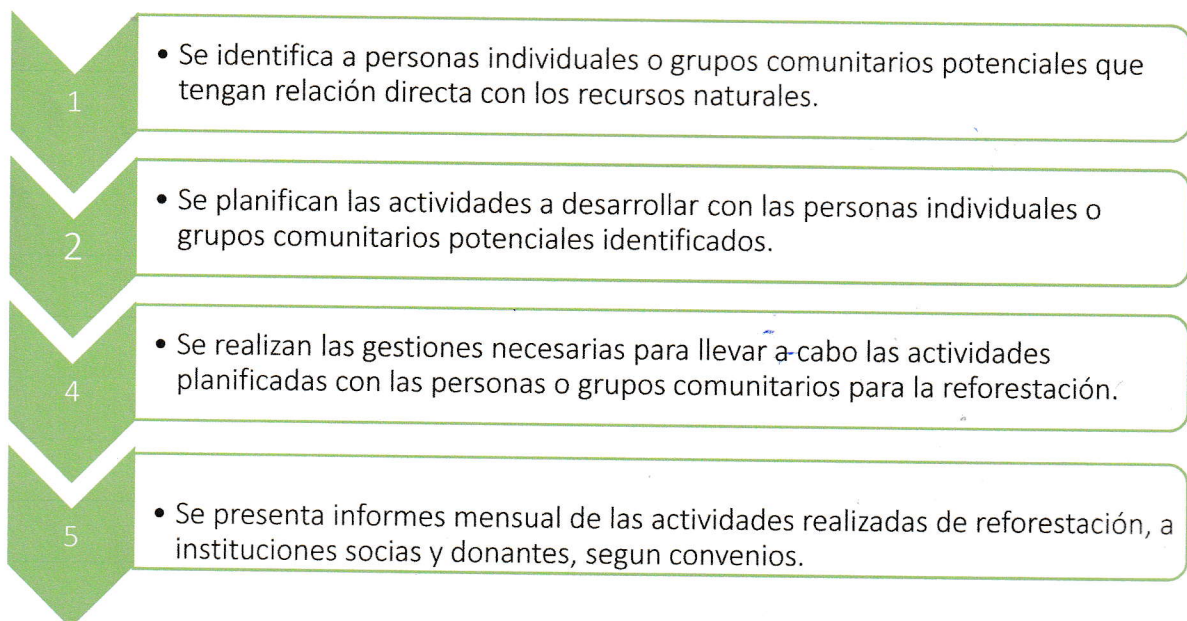 1
• Se identifica a personas individuales o grupos comunitarios potenciales que
tengan relación directa con los recursos naturales.
2
• Se planifican las actividades a desarrollar con las personas individuales o
grupos comunitarios potenciales identificados.
4
• Se realizan las gestiones necesarias para llevar a cabo las actividades
planificadas con las personas o grupos comunitarios para la reforestación.
5
• Se presenta informes mensual de las actividades realizadas de reforestación, a
instituciones socias y donantes, segun convenios.